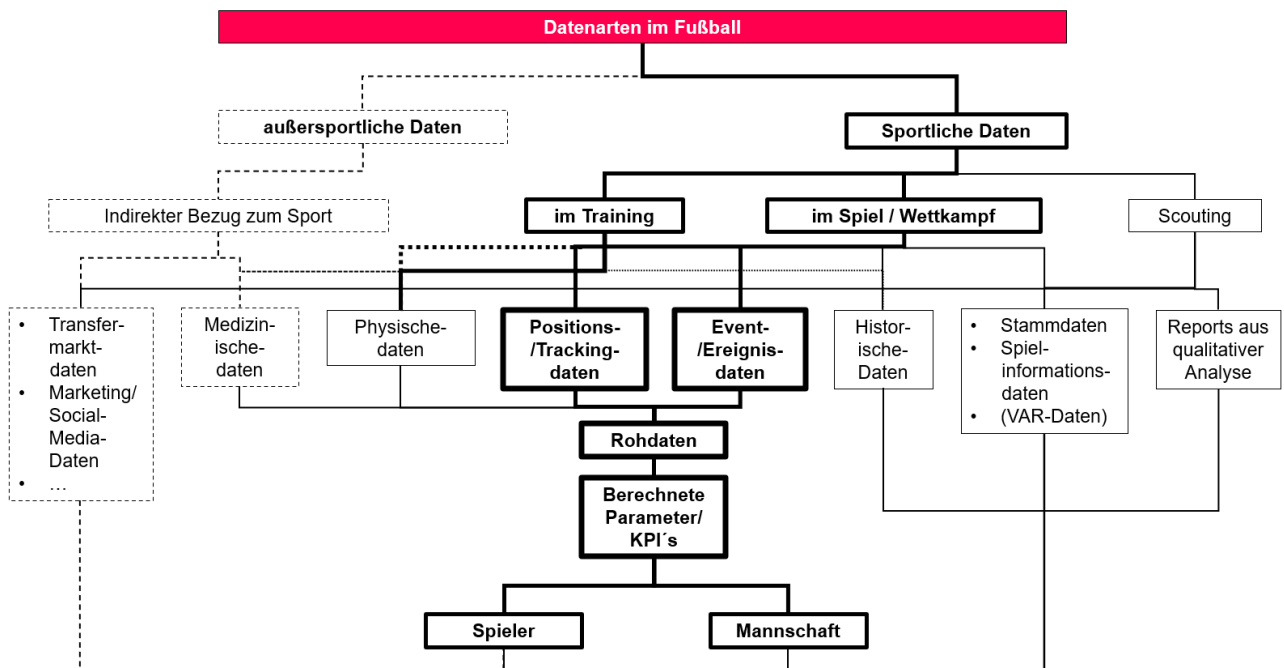 Datenarten im Fußball
außersportliche Daten
Sportliche Daten
Indirekter Bezug zum Sport
im Training
im Spiel / Wettkampf
Scouting
• Transfer-
markt-
daten
• Marketing/
Social-
Media-
Daten
• …
Medizin-
ischedaten
Physische-
daten
Positions-
/Tracking-
daten
Event-
/Ereignis-
daten
Histor-
ische-
Daten
• Stammdaten
• Spiel-
informations-
daten
• (VAR-Daten)
Reports aus
qualitativer
Analyse
Rohdaten
Berechnete
Parameter/
KPI´s
Spieler
Mannschaft